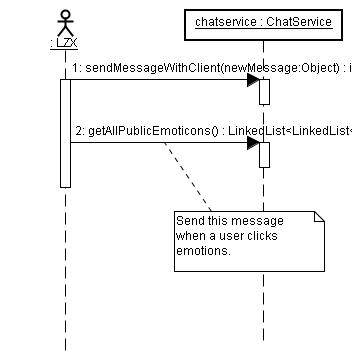 chatservice : ChatService
: LZX
1: sendMessageWithClient(newMessage:Object) : i
2: getAllPublicEmoticons() : LinkedList<LinkedList<
Send this message
when a user clicks
emotions.